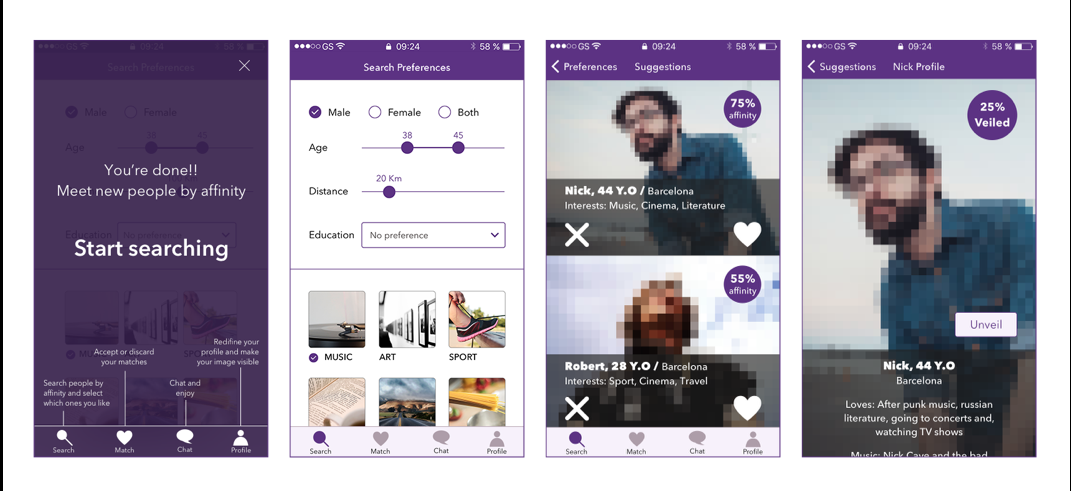 ●●●○○ GS 09:24 58 %
Search Preferences
Male Female
38 45
Age
You're done!!
Meet new people by affinity
Education No preference
Start searching
Redifine your
profile and make
your image visible
Accept or discard
your matches
Search people by
affinity and select
which ones you like
Chat and
enjoy
Search Match Chat Profile
●●●○○ GS 09:24 58 %
Search Preferences
Male Female Both
38 45
Age
20 Km
Distance
Education No preference
MUSIC ART SPORT
Search Match Chat Profile
●●●○○ GS 09:24 58 %
Preferences Suggestions
75%
affinity
Nick, 44 Y.O / Barcelona
Interests: Music, Cinema, Literature
55%
affinity
Robert, 28 Y.O / Barcelona
Interests: Sport, Cinema, Travel
Search Match Chat Profile
●●●○○ GS 09:24 58 %
Suggestions Nick Profile
25%
Veiled
Unveil
Nick, 44 Y.O
Barcelona
Loves: After punk music, russian
literature, going to concerts and,
watching TV shows
Music: Nick Cave and the bad